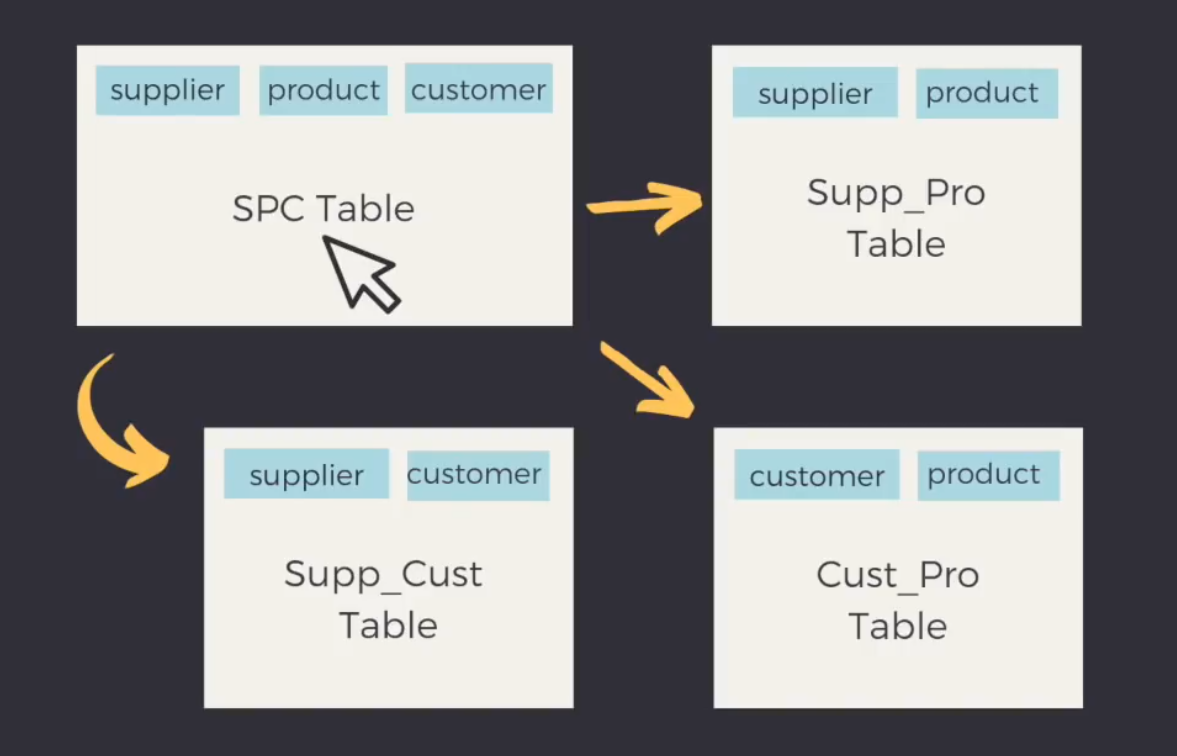 supplier product customer
SPC Table
supplier product
Supp_Pro
Table
supplier customer
Supp_Cust
Table
customer product
Cust_Pro
Table